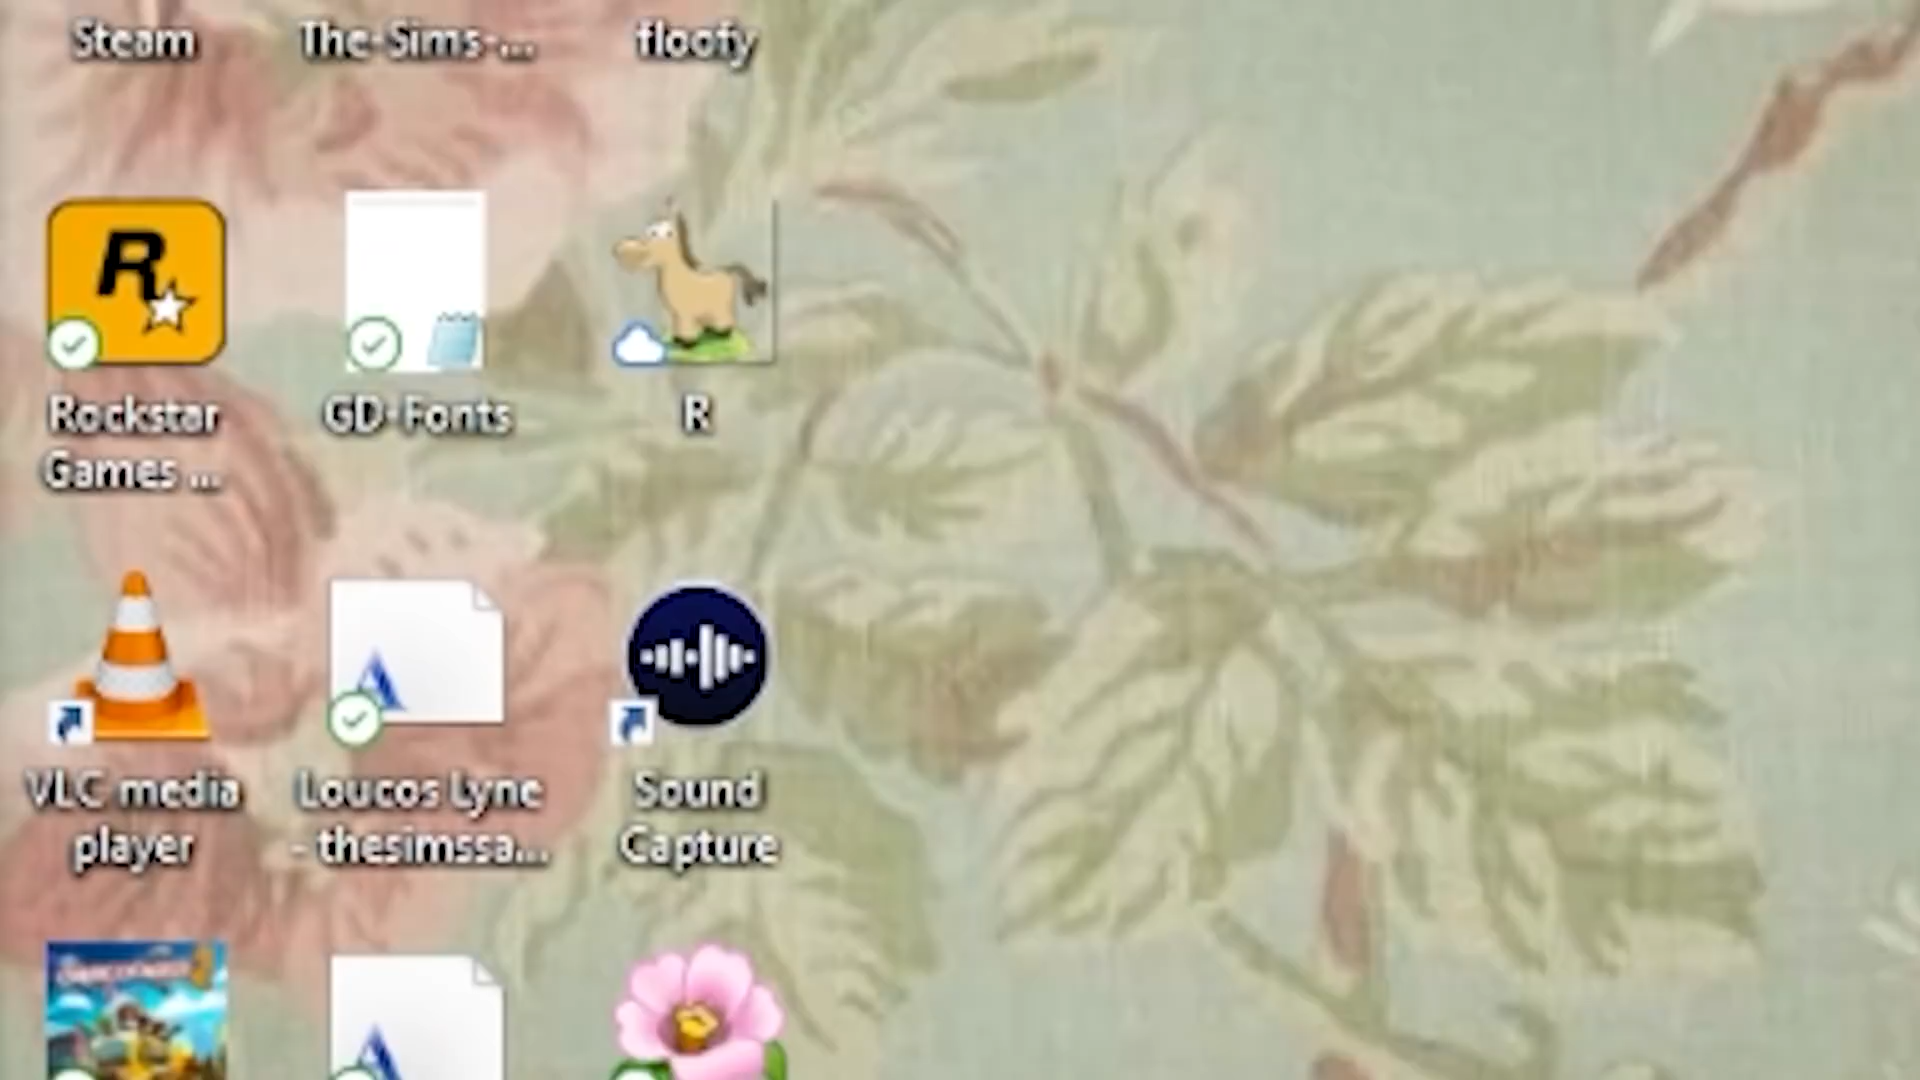 Steam
The-Sims-...
floofy
R
Rockstar
Games ...
GD-Fonts
R
VLC media
player
Loucos Lyne
- thesimssa...
Sound
Capture